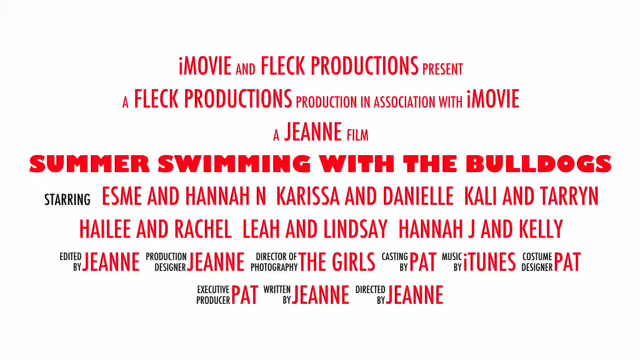 iMOVIE AND FLECK PRODUCTIONS PRESENT
A FLECK PRODUCTIONS PRODUCTION IN ASSOCIATION WITH iMOVIE
A JEANNE FILM
SUMMER SWIMMING WITH THE BULLDOGS
STARRING ESME AND HANNAH N KARISSA AND DANIELLE KALI AND TARRYN
HAILEE AND RACHEL LEAH AND LINDSAY HANNAH J AND KELLY
EDITED BY JEANNE PRODUCTION DESIGNER JEANNE DIRECTOR OF PHOTOGRAPHY THE GIRLS CASTING BY PAT MUSIC BY iTUNES COSTUME DESIGNER PAT
EXECUTIVE PRODUCER PAT WRITTEN BY JEANNE DIRECTED BY JEANNE